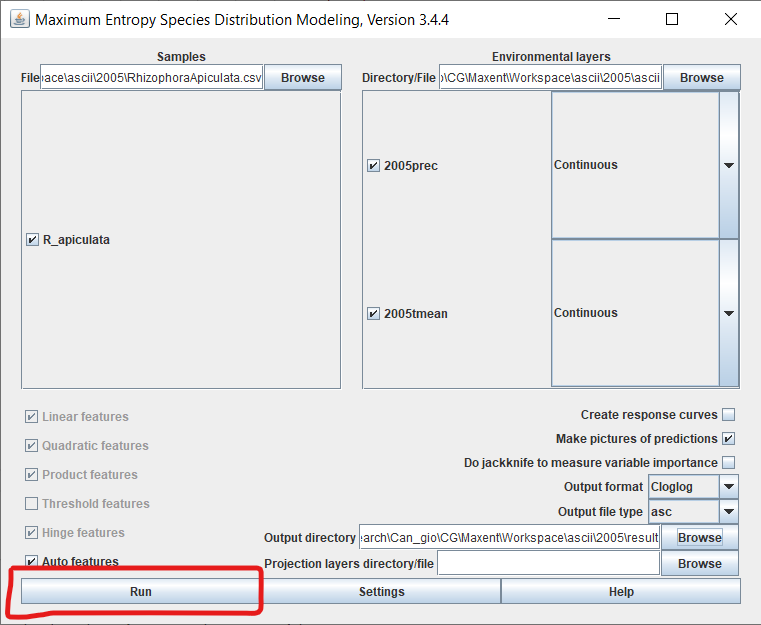 Maximum Entropy Species Distribution Modeling, Version 3.4.4
Samples
Environmental layers
File
pace\ascii\2005\RhizophoraApiculata.csv
Browse
Directory/File
o\CG\Maxent\Workspace\ascii\2005\ascii
Browse
2005prec
Continuous
R_apiculata
2005tmean
Continuous
Linear features
Quadratic features
Product features
Threshold features
Hinge features
Auto features
Create response curves
Make pictures of predictions
Do jackknife to measure variable importance
Output format
Cloglog
Output file type
asc
Output directory
earch\Can_gio\CG\Maxent\Workspace\ascii\2005\result
Browse
Projection layers directory/file
Browse
Run
Settings
Help